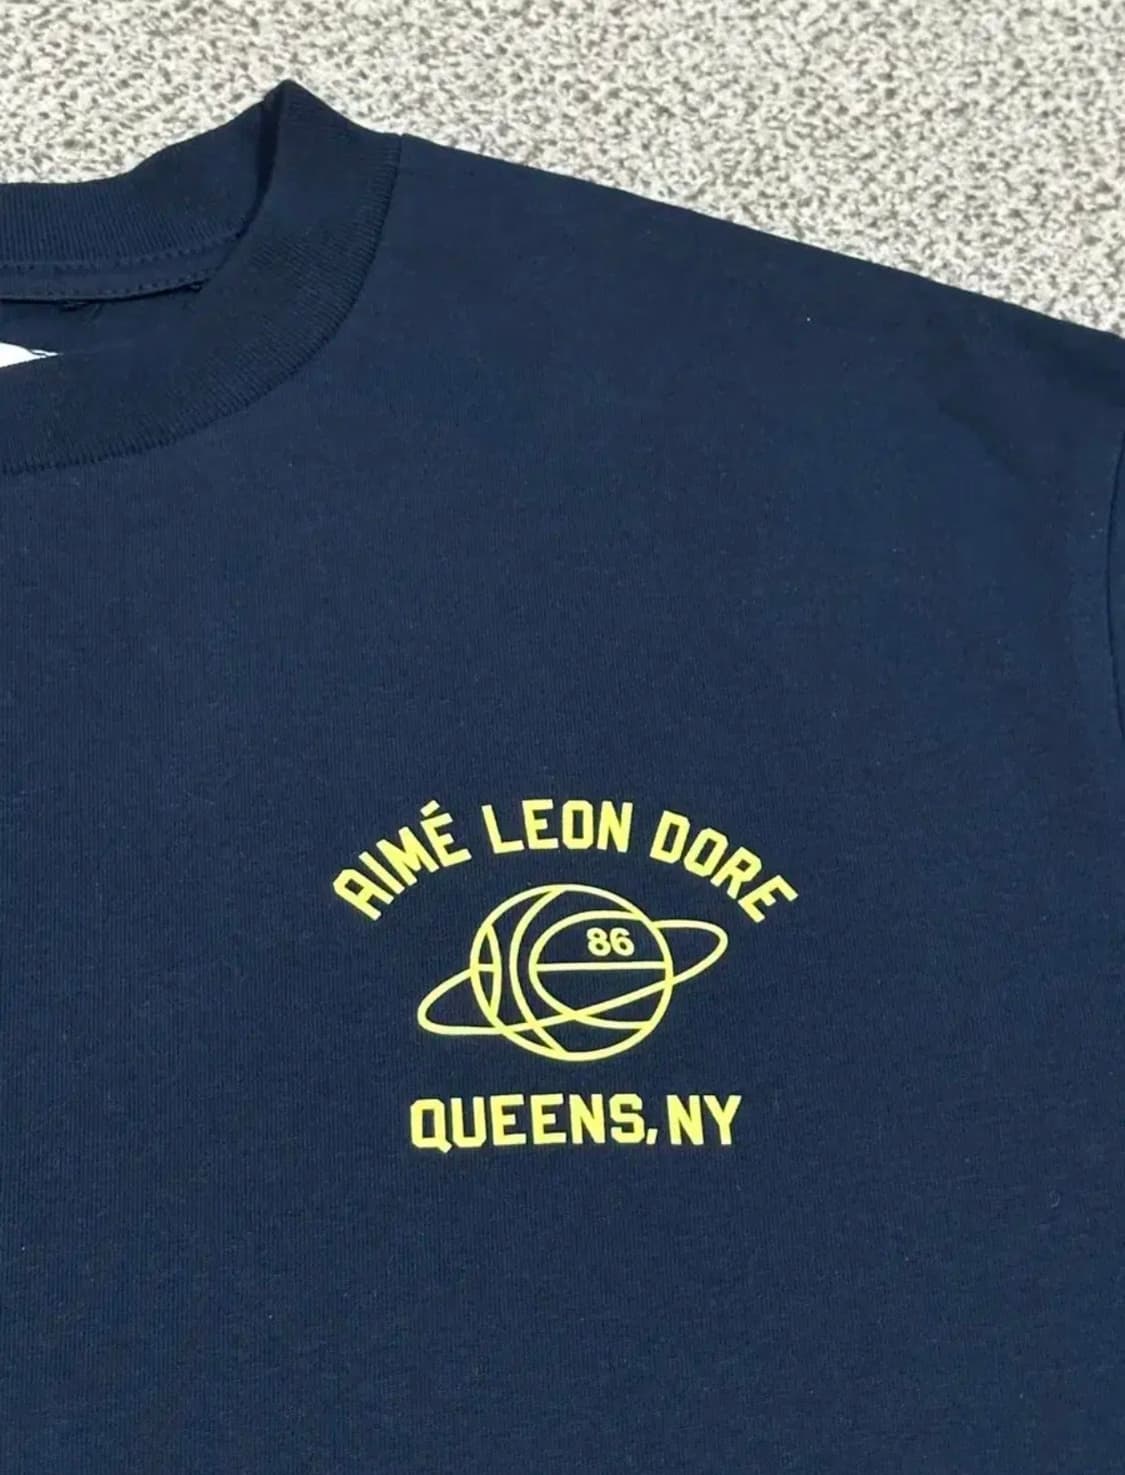 AIMÉ LEON DORE
86
QUEENS, NY